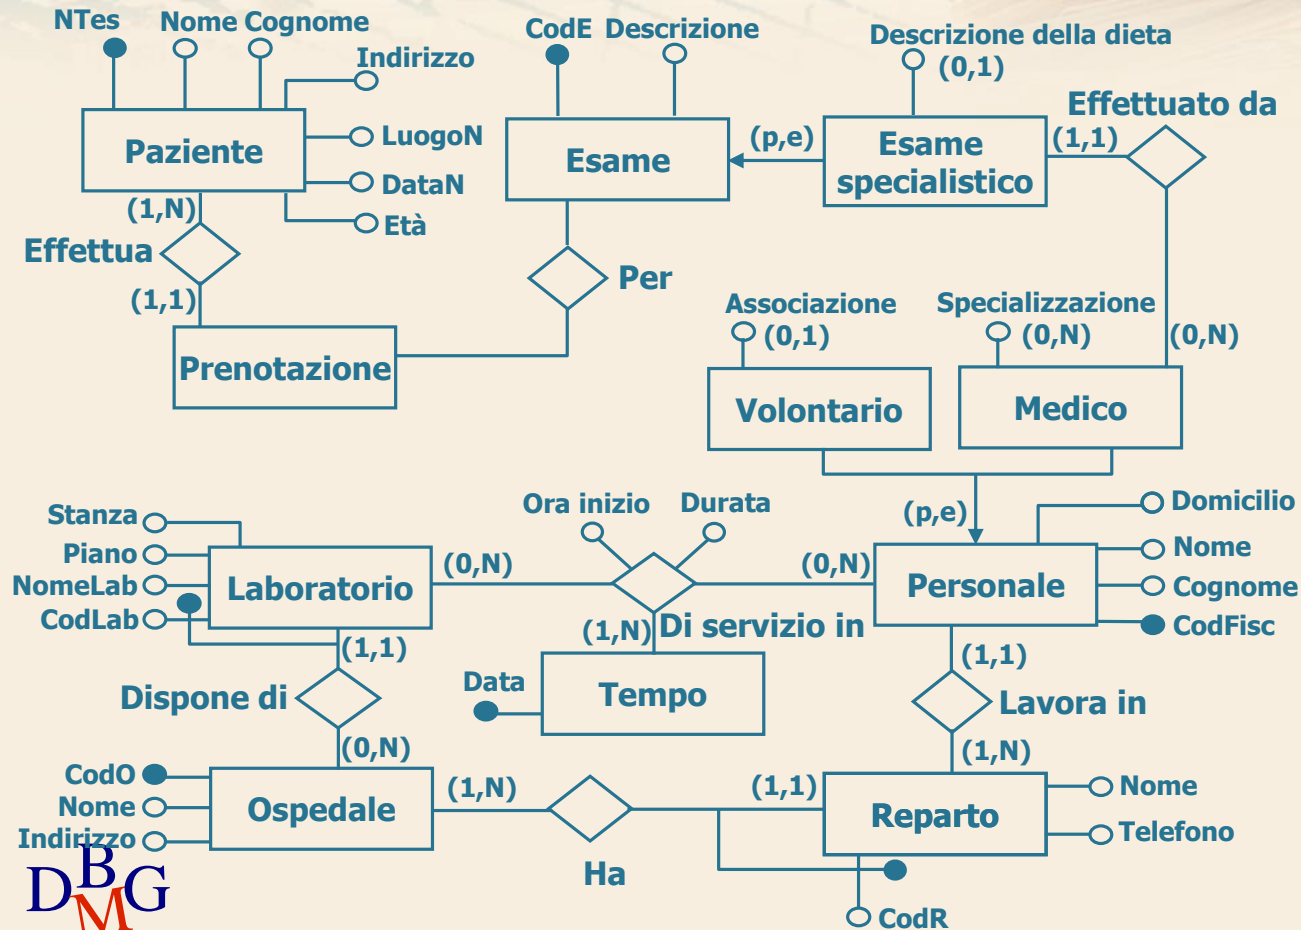 NTes
Nome Cognome
Indirizzo
Paziente
LuogoN
DataN
Età
(1,N)
Effettua
(1,1)
Prenotazione
CodE Descrizione
Esame
Per
(p,e)
Descrizione della dieta
(0,1)
Esame
specialistico
(1,1)
Effettuato da
(0,N)
Associazione
(0,1)
Volontario
Specializzazione
(0,N)
Medico
(p,e)
Stanza
Piano
NomeLab
CodLab
Laboratorio
(0,N)
Ora inizio
Durata
(0,N)
Di servizio in
(1,N)
Data
Tempo
Personale
Domicilio
Nome
Cognome
CodFisc
(1,1)
Lavora in
(1,N)
(1,1)
Dispone di
(0,N)
CodO
Nome
Indirizzo
Ospedale
(1,N)
Ha
(1,1)
Reparto
Nome
Telefono
CodR
DBMG